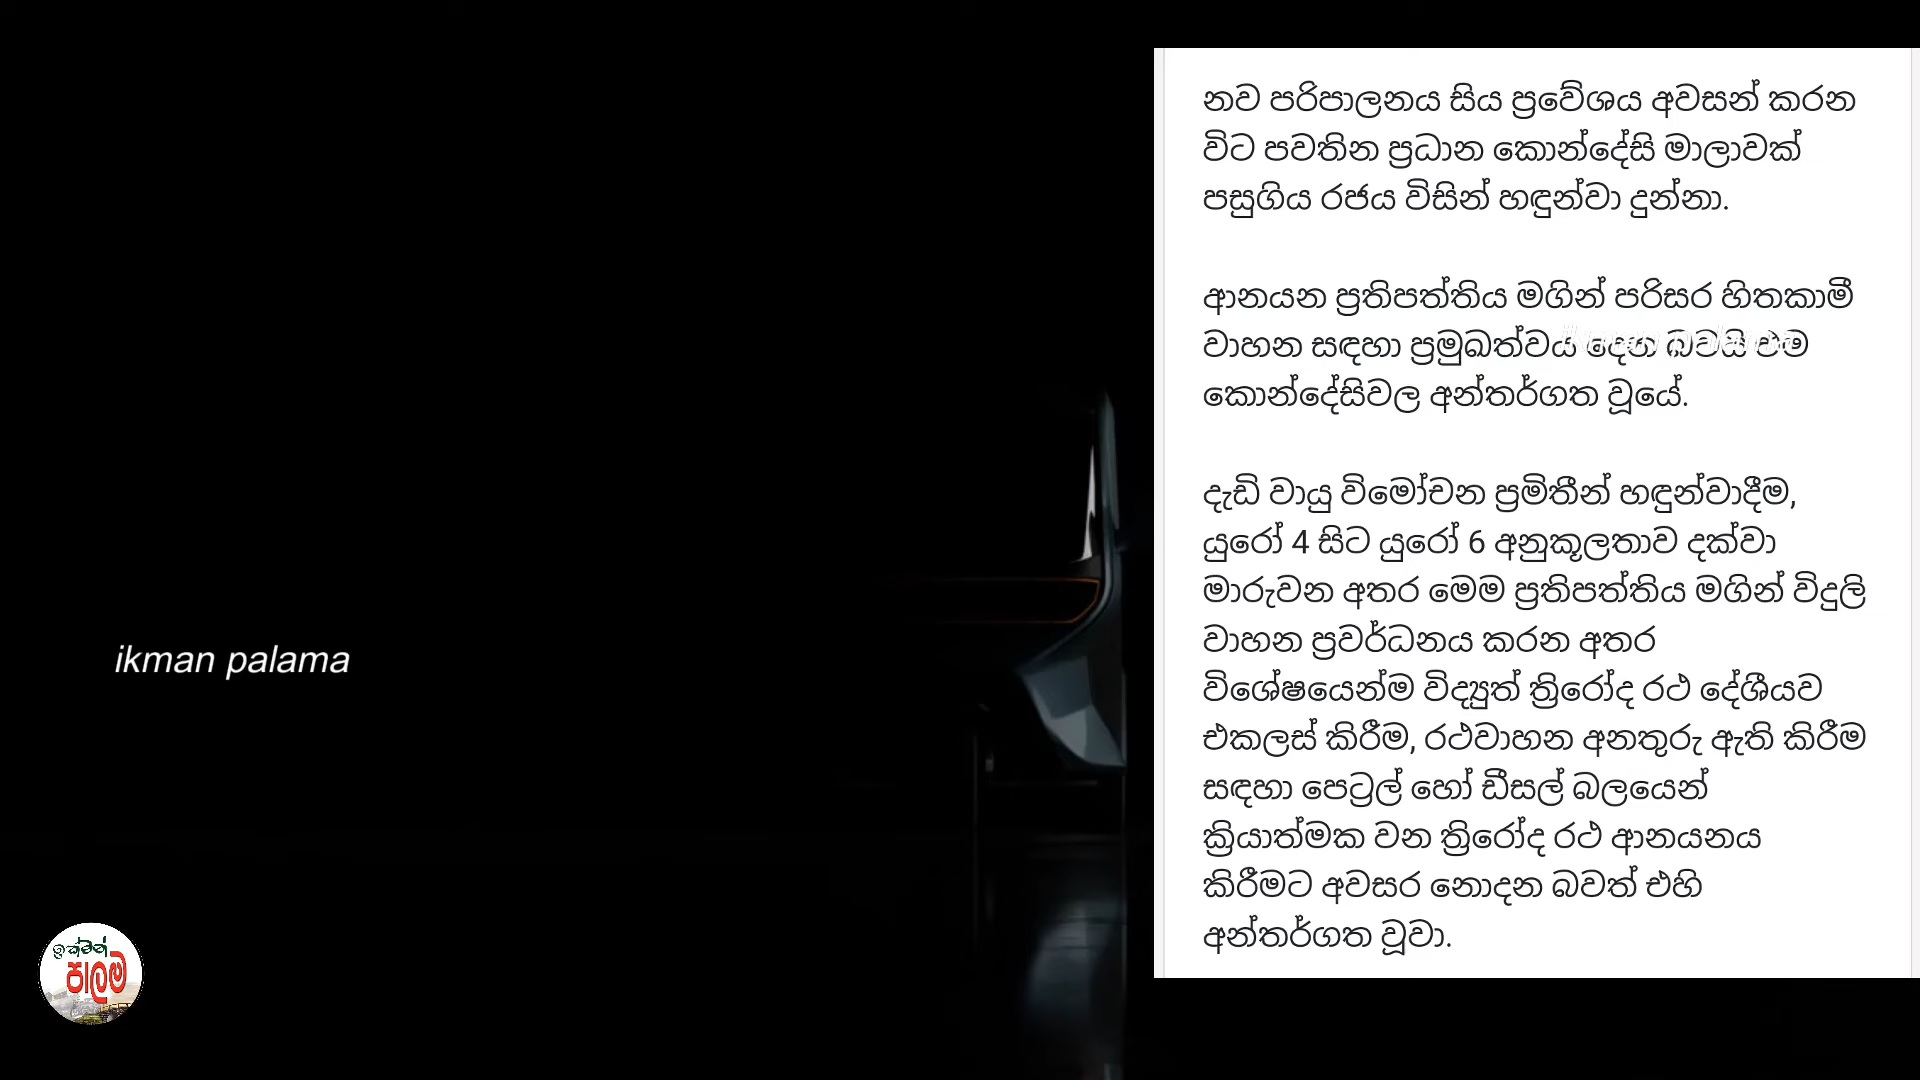 නව පරිපාලනය සිය ප්‍රවේශය අවසන් කරන
විට පවතින ප්‍රධාන කොන්දේසි මාලාවක්
පසුගිය රජය විසින් හඳුන්වා දුන්නා.
ආනයන ප්‍රතිපත්තිය මගින් පරිසර හිතකාමී
වාහන සඳහා ප්‍රමුඛත්වය දෙන බවයි එම
කොන්දේසිවල අන්තර්ගත වූයේ.
දැඩි වායු විමෝචන ප්‍රමිතීන් හඳුන්වාදීම,
යුරෝ 4 සිට යුරෝ 6 අනුකූලතාව දක්වා
මාරුවන අතර මෙම ප්‍රතිපත්තිය මගින් විදුලි
වාහන ප්‍රවර්ධනය කරන අතර
විශේෂයෙන්ම විද්‍යුත් ත්‍රිරෝද රථ දේශීයව
එකලස් කිරීම, රථවාහන අනතුරු ඇති කිරීම
සඳහා පෙට්‍රල් හෝ ඩීසල් බලයෙන්
ක්‍රියාත්මක වන ත්‍රිරෝද රථ ආනයනය
කිරීමට අවසර නොදන බවත් එහි
අන්තර්ගත වූවා.
ikman palama
ඉක්මන්
පාලම